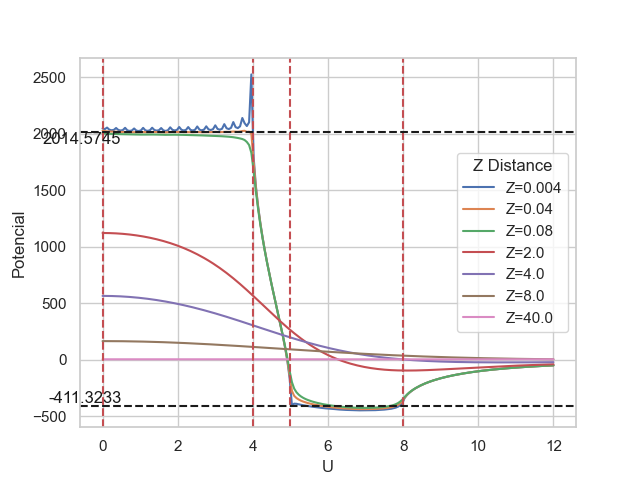 2500
2000
2014.5745
1500
1000
500
0
-411.3233
−500
Potencial
0 2 4 6 8 10 12
U
Z Distance
Z=0.004
Z=0.04
Z=0.08
Z=2.0
Z=4.0
Z=8.0
Z=40.0